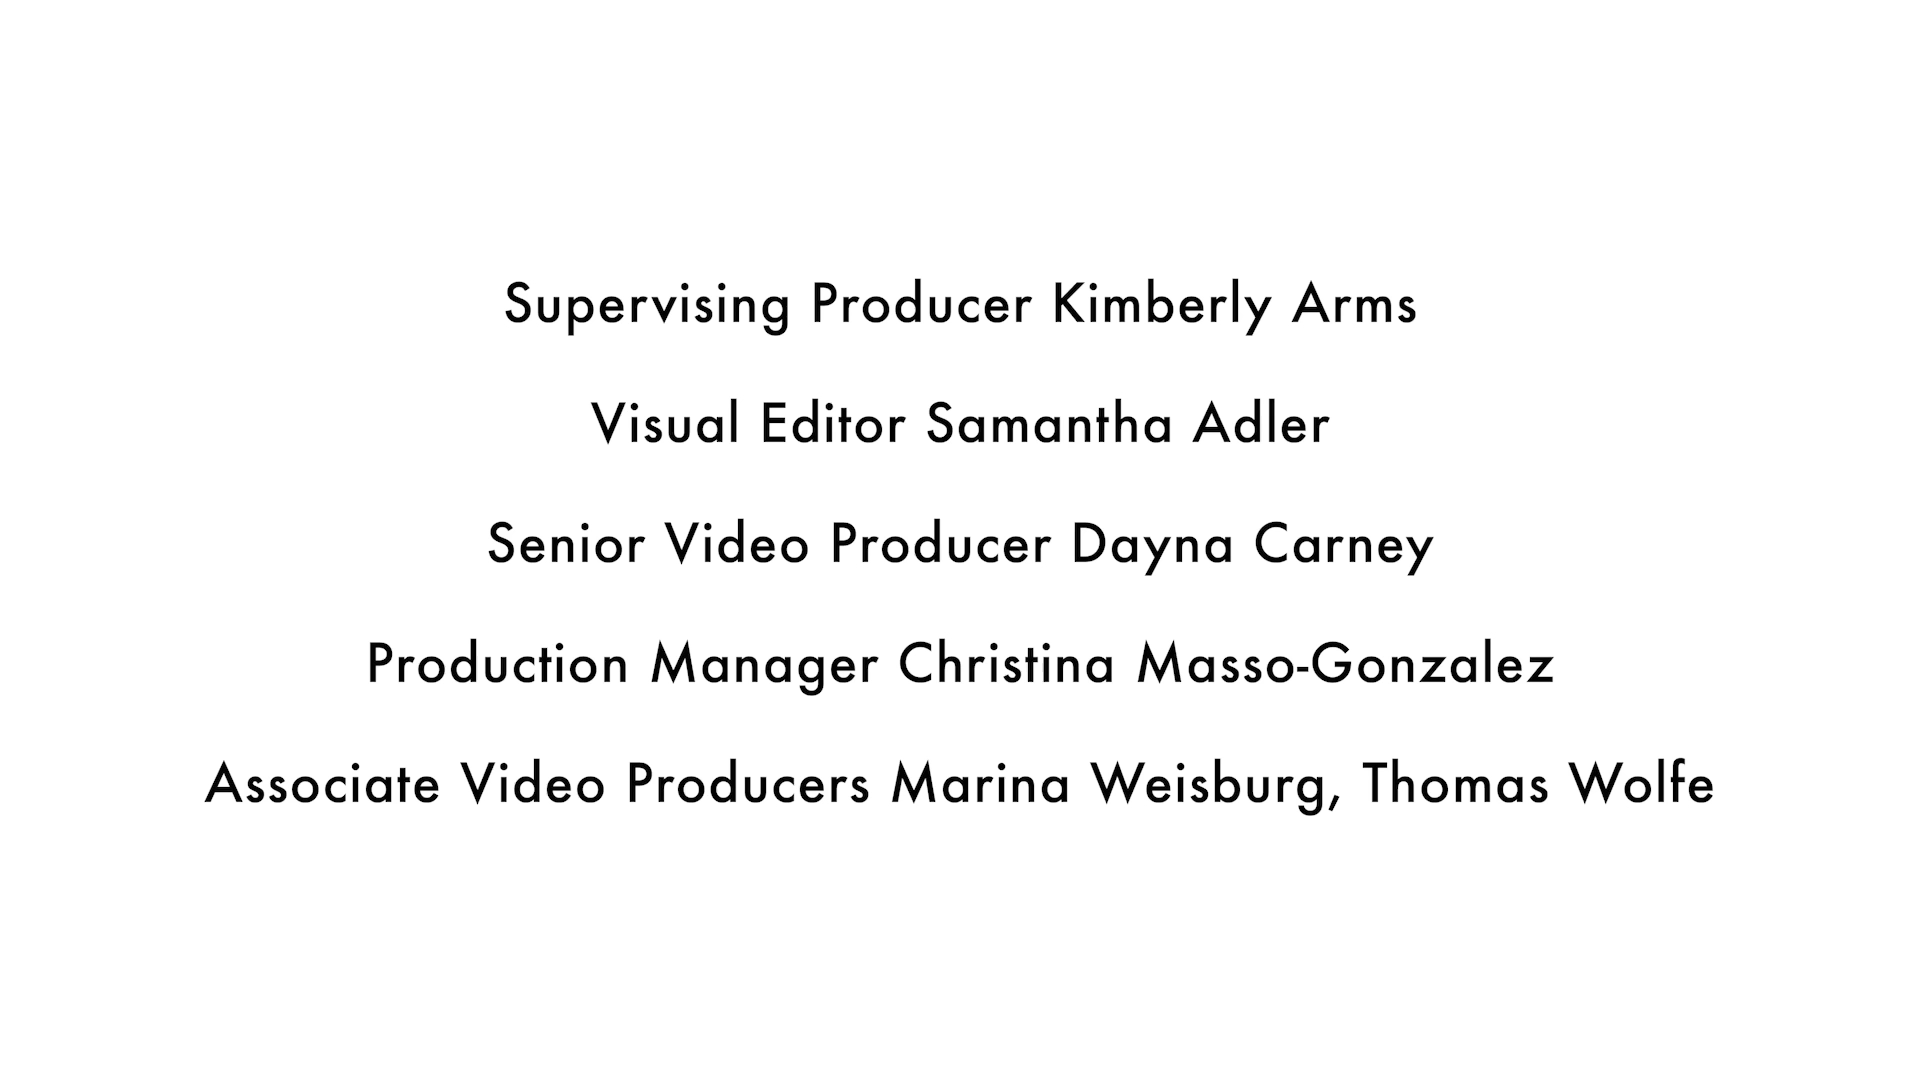 Supervising Producer Kimberly Arms
Visual Editor Samantha Adler
Senior Video Producer Dayna Carney
Production Manager Christina Masso-Gonzalez
Associate Video Producers Marina Weisburg, Thomas Wolfe